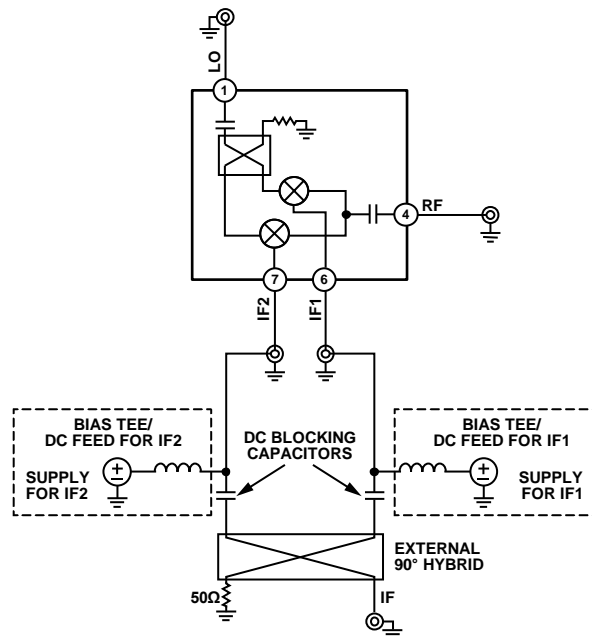 LO
1
4
RF
7
6
IF2
IF1
BIAS TEE/
DC FEED FOR IF2
SUPPLY
FOR IF2
DC BLOCKING
CAPACITORS
BIAS TEE/
DC FEED FOR IF1
SUPPLY
FOR IF1
EXTERNAL
90° HYBRID
50Ω
IF